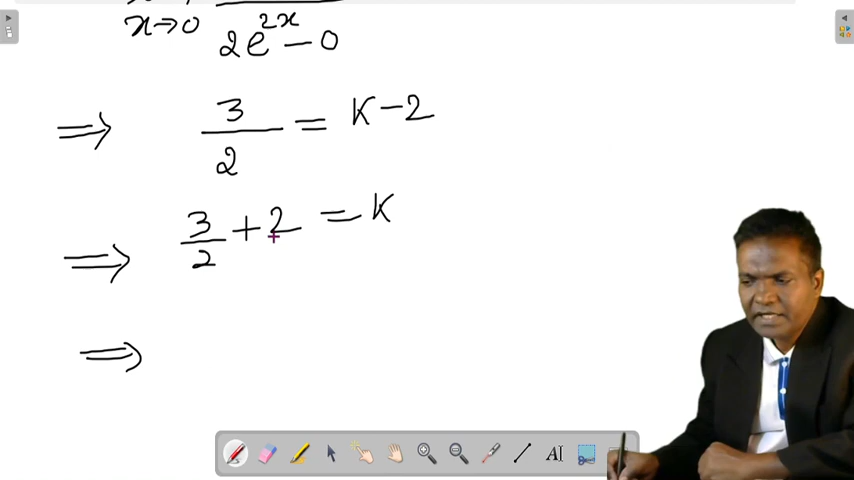 x→0 2e^{2x} − 0
⇒ 3/2 = K − 2
⇒ 3/2 + 2 = K
⇒
AI